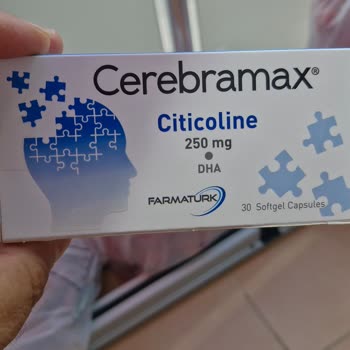 Cerebramax®
Citicoline
250 mg
DHA
FARMATURK
30 Softgel Capsules